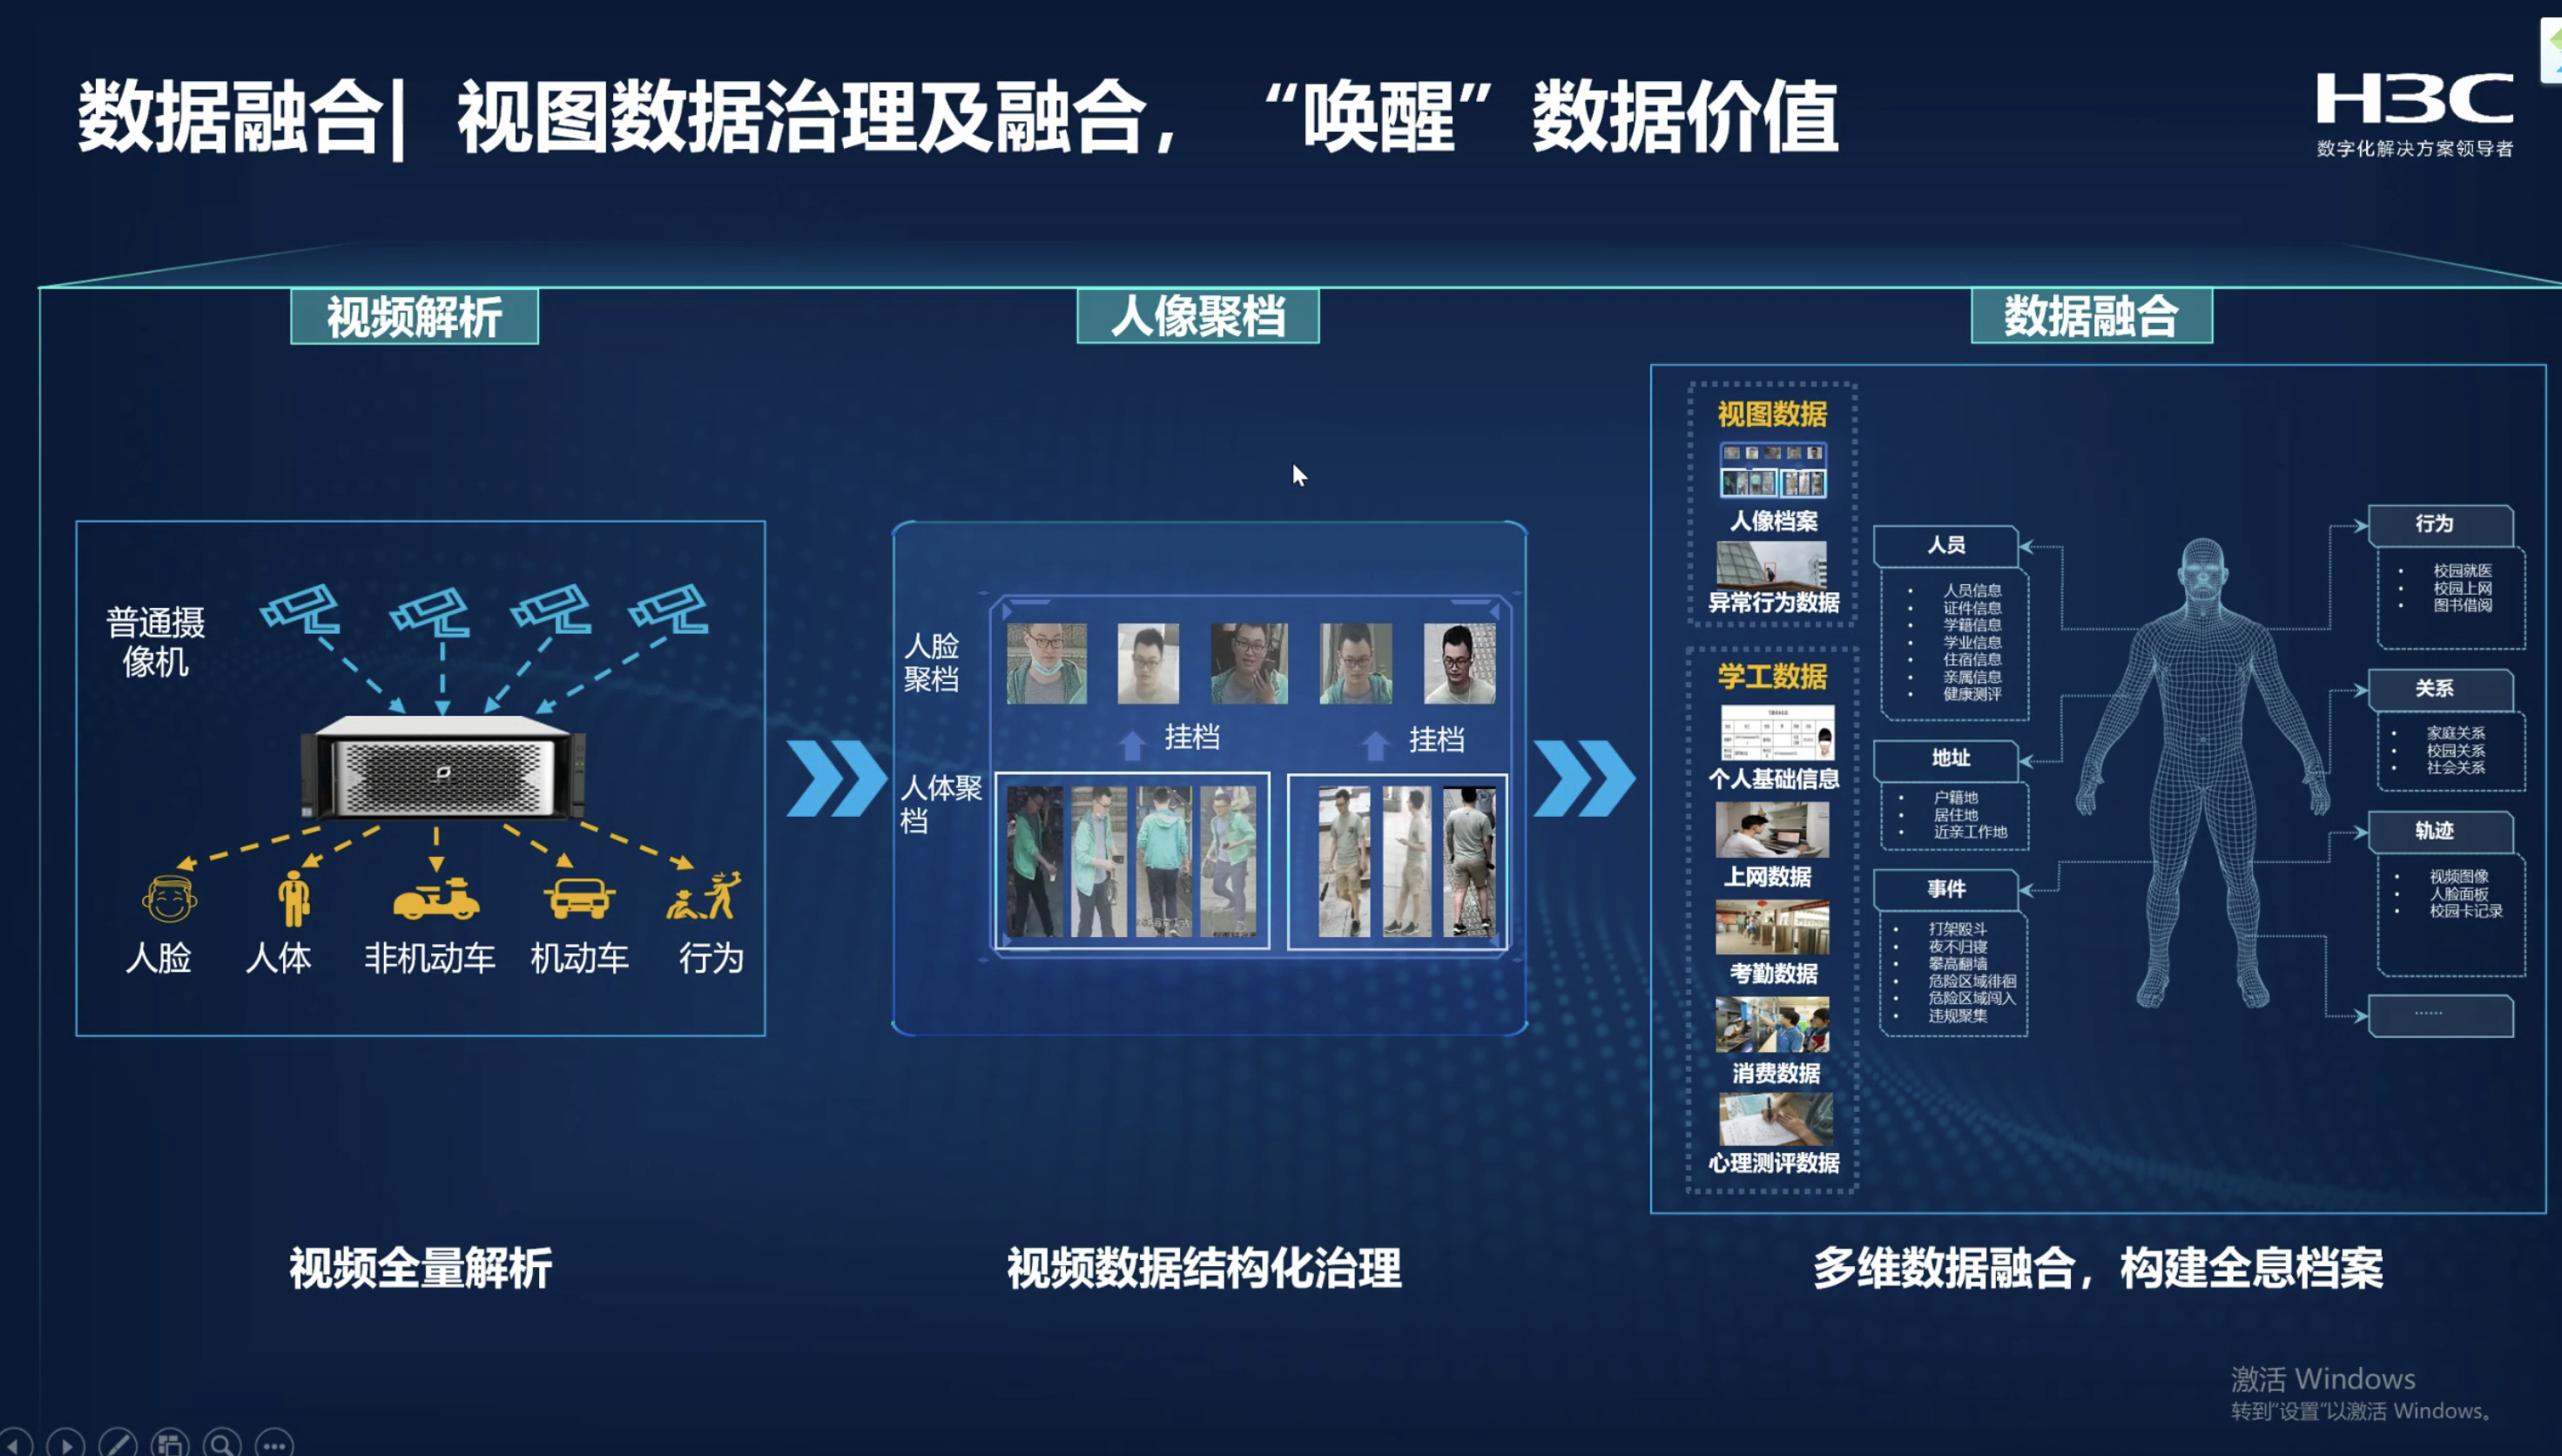 数据融合| 视图数据治理及融合，“唤醒”数据价值
H3C
数字化解决方案领导者
视频解析
普通摄
像机
人脸
人体
非机动车
机动车
行为
视频全量解析
人像聚档
人脸
聚档
挂档
挂档
人体聚
档
视频数据结构化治理
数据融合
视图数据
人像档案
异常行为数据
学工数据
个人基础信息
上网数据
考勤数据
消费数据
心理测评数据
人员
• 人员信息
• 证件信息
• 学籍信息
• 学业信息
• 住宿信息
• 亲属信息
• 健康测评
地址
• 户籍地
• 居住地
• 近亲工作地
事件
• 打架殴斗
• 夜不归寝
• 攀高翻墙
• 危险区域徘徊
• 危险区域闯入
• 违规聚集
行为
• 校园就医
• 校园上网
• 图书借阅
关系
• 家庭关系
• 校园关系
• 社会关系
轨迹
• 视频图像
• 人脸面板
• 校园卡记录
······
多维数据融合，构建全息档案
激活 Windows
转到“设置”以激活 Windows。